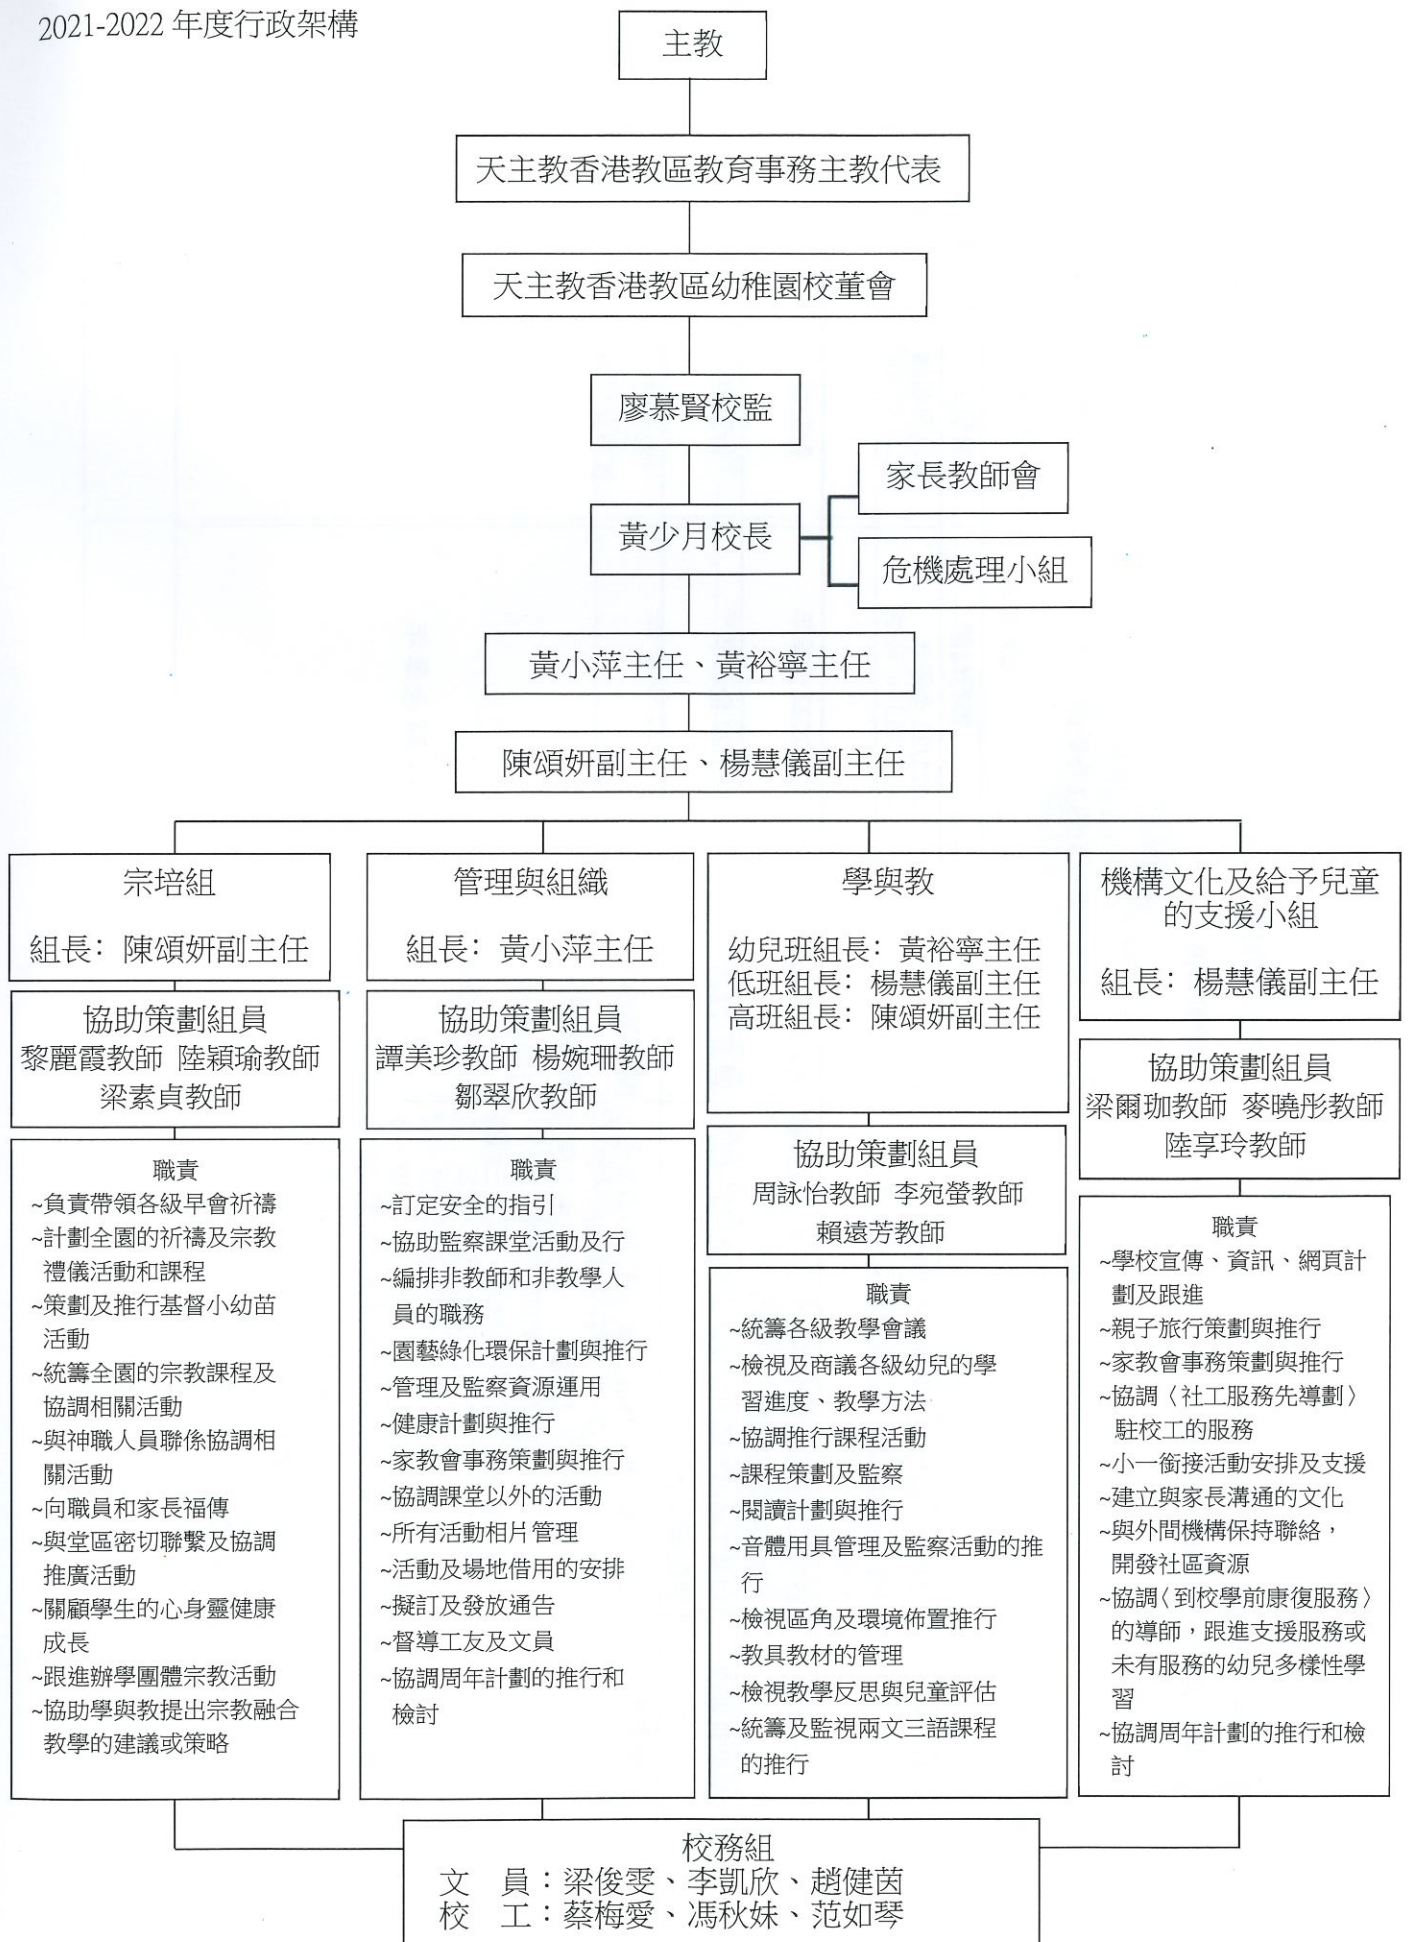 2021-2022 年度行政架構
主教
天主教香港教區教育事務主教代表
天主教香港教區幼稚園校董會
廖慕賢校監
黃少月校長
家長教師會
危機處理小組
黃小萍主任、黃裕寧主任
陳頌妍副主任、楊慧儀副主任
宗培組
組長：陳頌妍副主任
協助策劃組員
黎麗霞教師 陸穎瑜教師
梁素貞教師
職責
~負責帶領各級早會祈禱
~計劃全園的祈禱及宗教
禮儀活動和課程
~策劃及推行基督小幼苗
活動
~統籌全園的宗教課程及
協調相關活動
~與神職人員聯係協調相
關活動
~向職員和家長福傳
~與堂區密切聯繫及協調
推廣活動
~關顧學生的心身靈健康
成長
~跟進辦學團體宗教活動
~協助學與教提出宗教融合
教學的建議或策略
管理與組織
組長：黃小萍主任
協助策劃組員
譚美珍教師 楊婉珊教師
鄒翠欣教師
職責
~訂定安全的指引
~協助監察課堂活動及行
~編排非教師和非教學人
員的職務
~園藝綠化環保計劃與推行
~管理及監察資源運用
~健康計劃與推行
~家教會事務策劃與推行
~協調課堂以外的活動
~所有活動相片管理
~活動及場地借用的安排
~擬訂及發放通告
~督導工友及文員
~協調周年計劃的推行和
檢討
學與教
幼兒班組長：黃裕寧主任
低班組長：楊慧儀副主任
高班組長：陳頌妍副主任
協助策劃組員
周詠怡教師 李宛螢教師
賴遠芳教師
職責
~統籌各級教學會議
~檢視及商議各級幼兒的學
習進度、教學方法
~協調推行課程活動
~課程策劃及監察
~閱讀計劃與推行
~音體用具管理及監察活動的推
行
~檢視區角及環境佈置推行
~教具教材的管理
~檢視教學反思與兒童評估
~統籌及監視兩文三語課程
的推行
機構文化及給予兒童
的支援小組
組長：楊慧儀副主任
協助策劃組員
梁爾珈教師 麥曉彤教師
陸享玲教師
職責
~學校宣傳、資訊、網頁計
劃及跟進
~親子旅行策劃與推行
~家教會事務策劃與推行
~協調〈社工服務先導劃〉
駐校工的服務
~小一銜接活動安排及支援
~建立與家長溝通的文化
~與外間機構保持聯絡，
開發社區資源
~協調〈到校學前康復服務〉
的導師，跟進支援服務或
未有服務的幼兒多樣性學
習
~協調周年計劃的推行和檢
討
校務組
文　員：梁俊雯、李凱欣、趙健茵
校　工：蔡梅愛、馮秋妹、范如琴